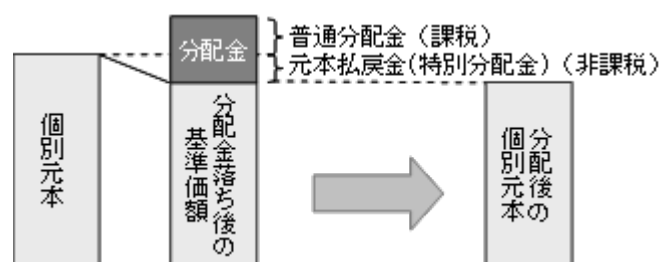 分配金
普通分配金（課税）
元本払戻金(特別分配金)（非課税）
個別元本
分配金落ち後の
基準価額
分配後の
個別元本